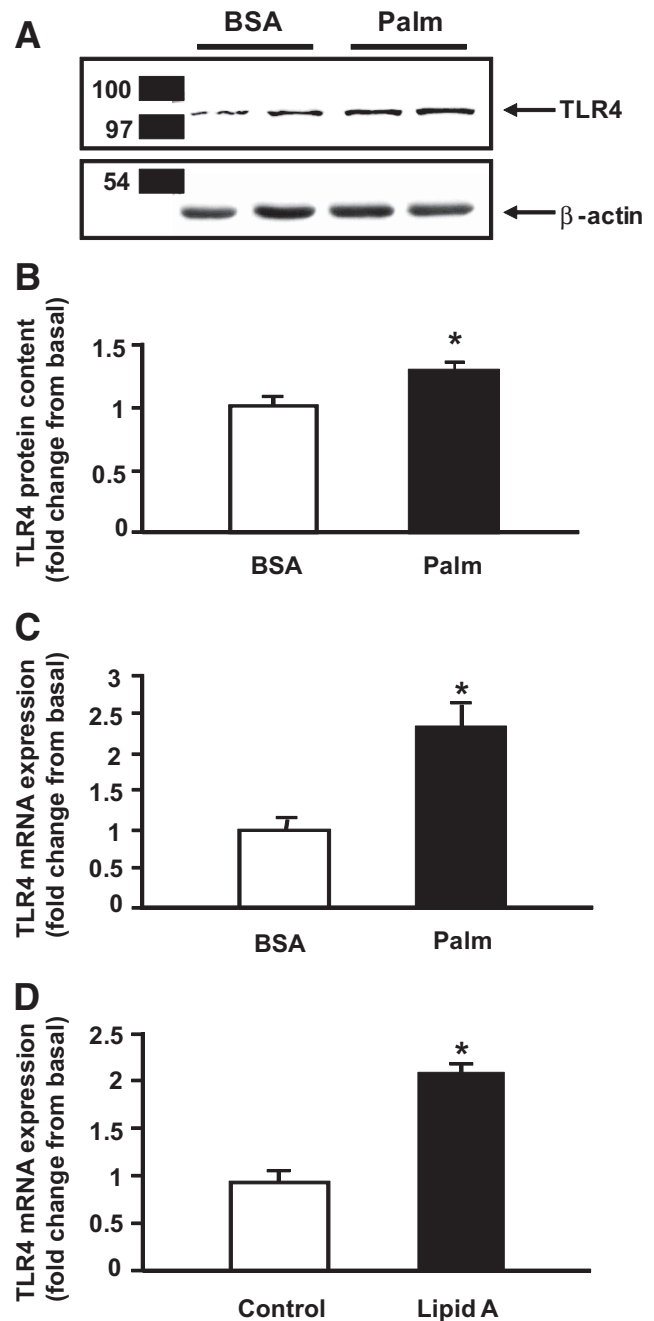 A
BSA Palm
100
97
TLR4
54
β-actin
B
TLR4 protein content
(fold change from basal)
1.5
1
0.5
0
*
BSA Palm
C
TLR4 mRNA expression
(fold change from basal)
3
2.5
2
1.5
1
0.5
0
*
BSA Palm
D
TLR4 mRNA expression
(fold change from basal)
2.5
2
1.5
1
0.5
0
*
Control Lipid A